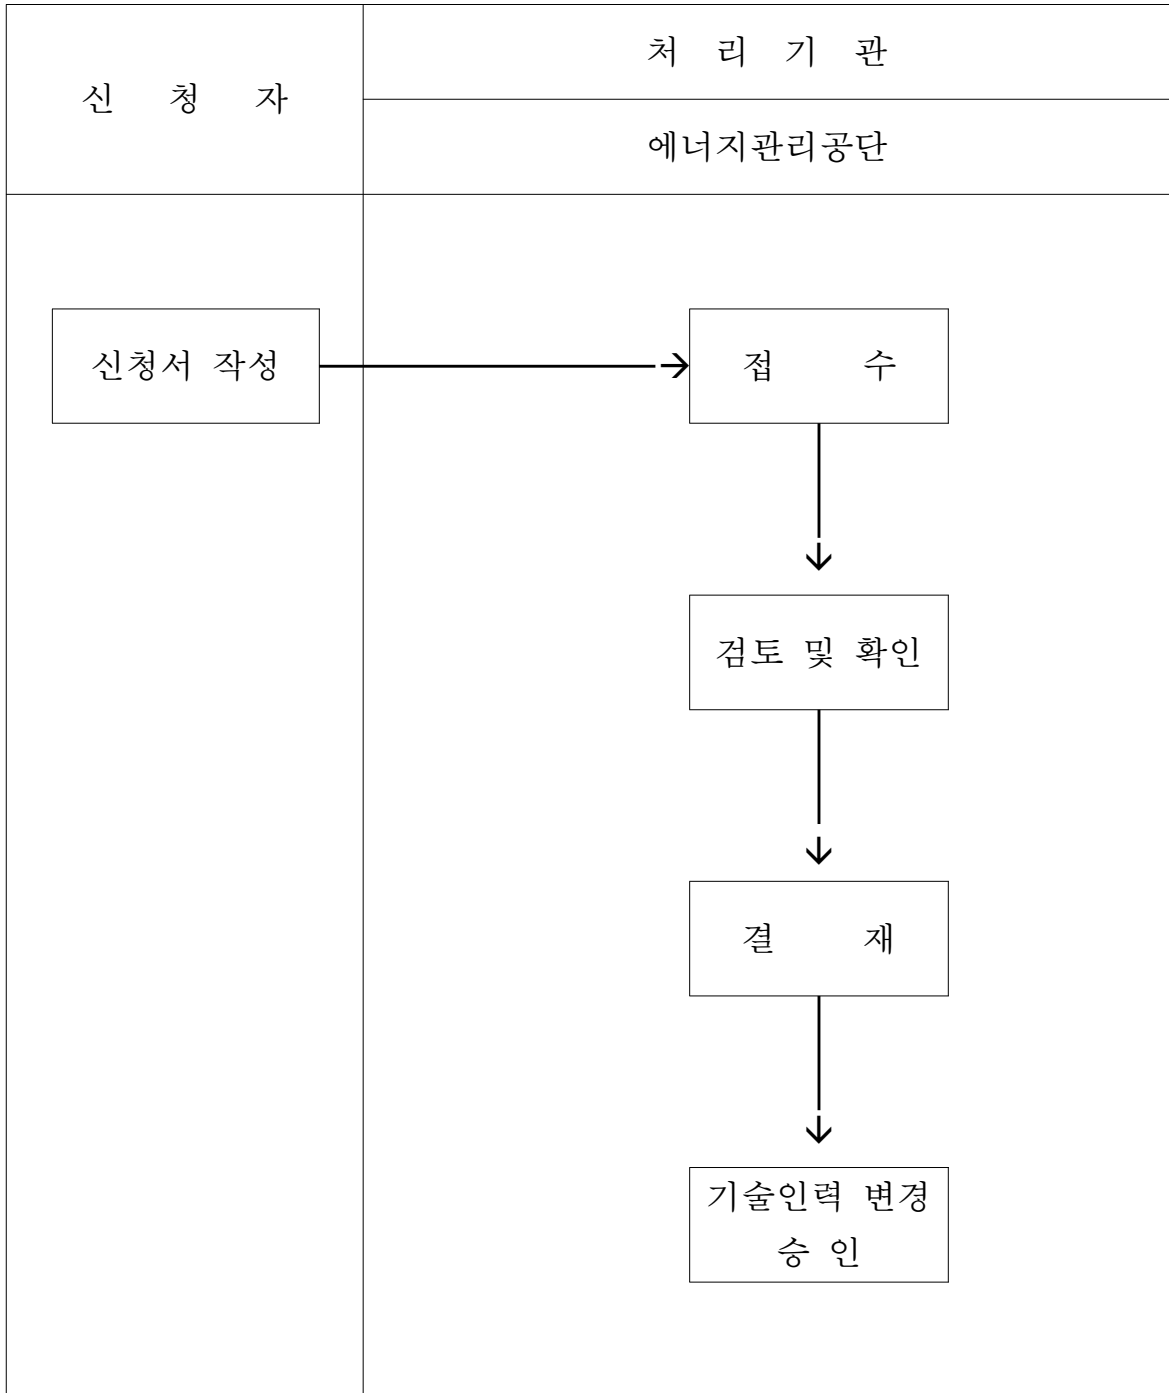 신 청 자
처 리 기 관
에너지관리공단
신청서 작성
접 수
검토 및 확인
결 재
기술인력 변경
승 인